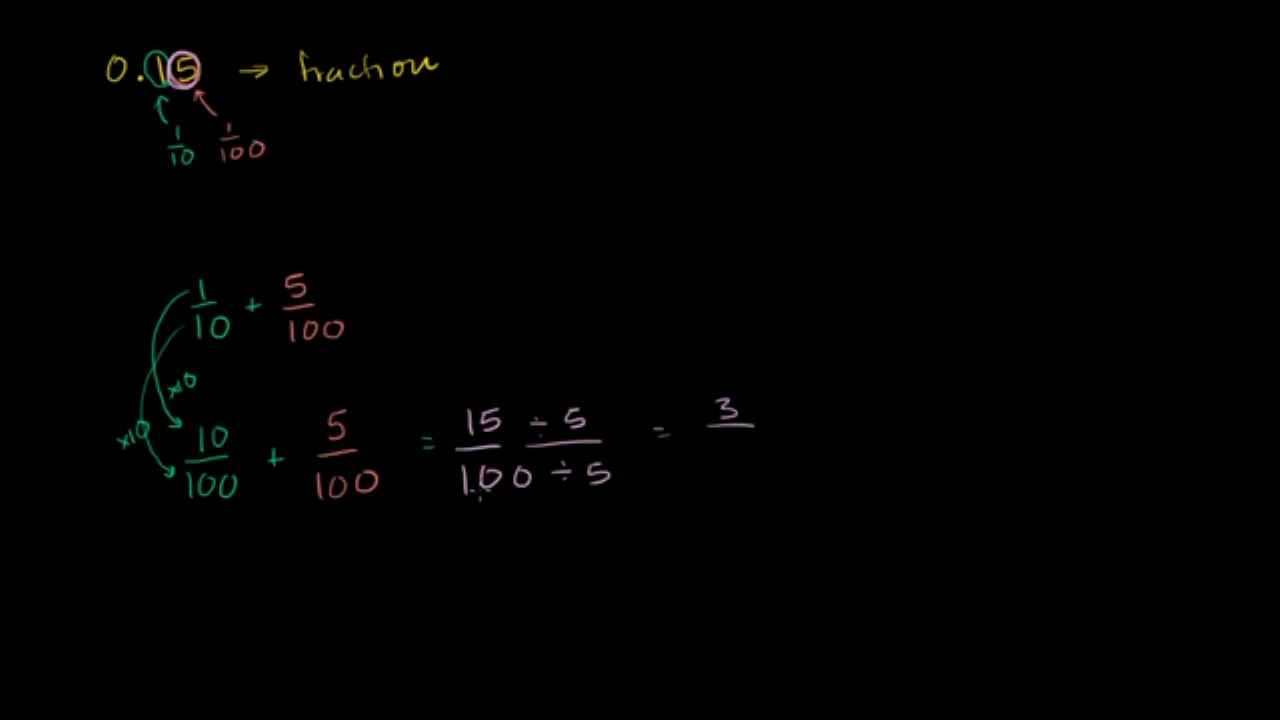 0.15 → fraction
1/10 1/100
1/10 + 5/100
×10
×10
10/100 + 5/100 = 15 ÷ 5/100 ÷ 5 = 3/